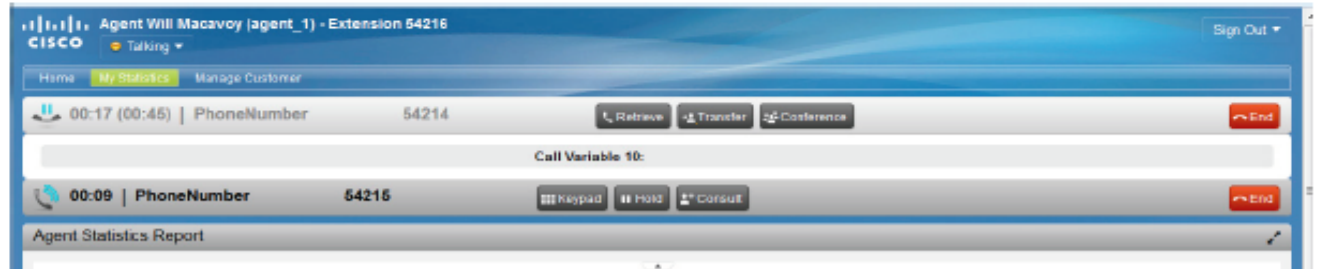 Agent Will Macavoy (agent_1) - Extension 54216
Sign Out
CISCO
Talking
Home My Statistics Manage Customer
00:17 (00:45) | PhoneNumber 54214 Retrieve Transfer Conference End
Call Variable 10:
00:09 | PhoneNumber 54215 Keypad Hold Consult End
Agent Statistics Report